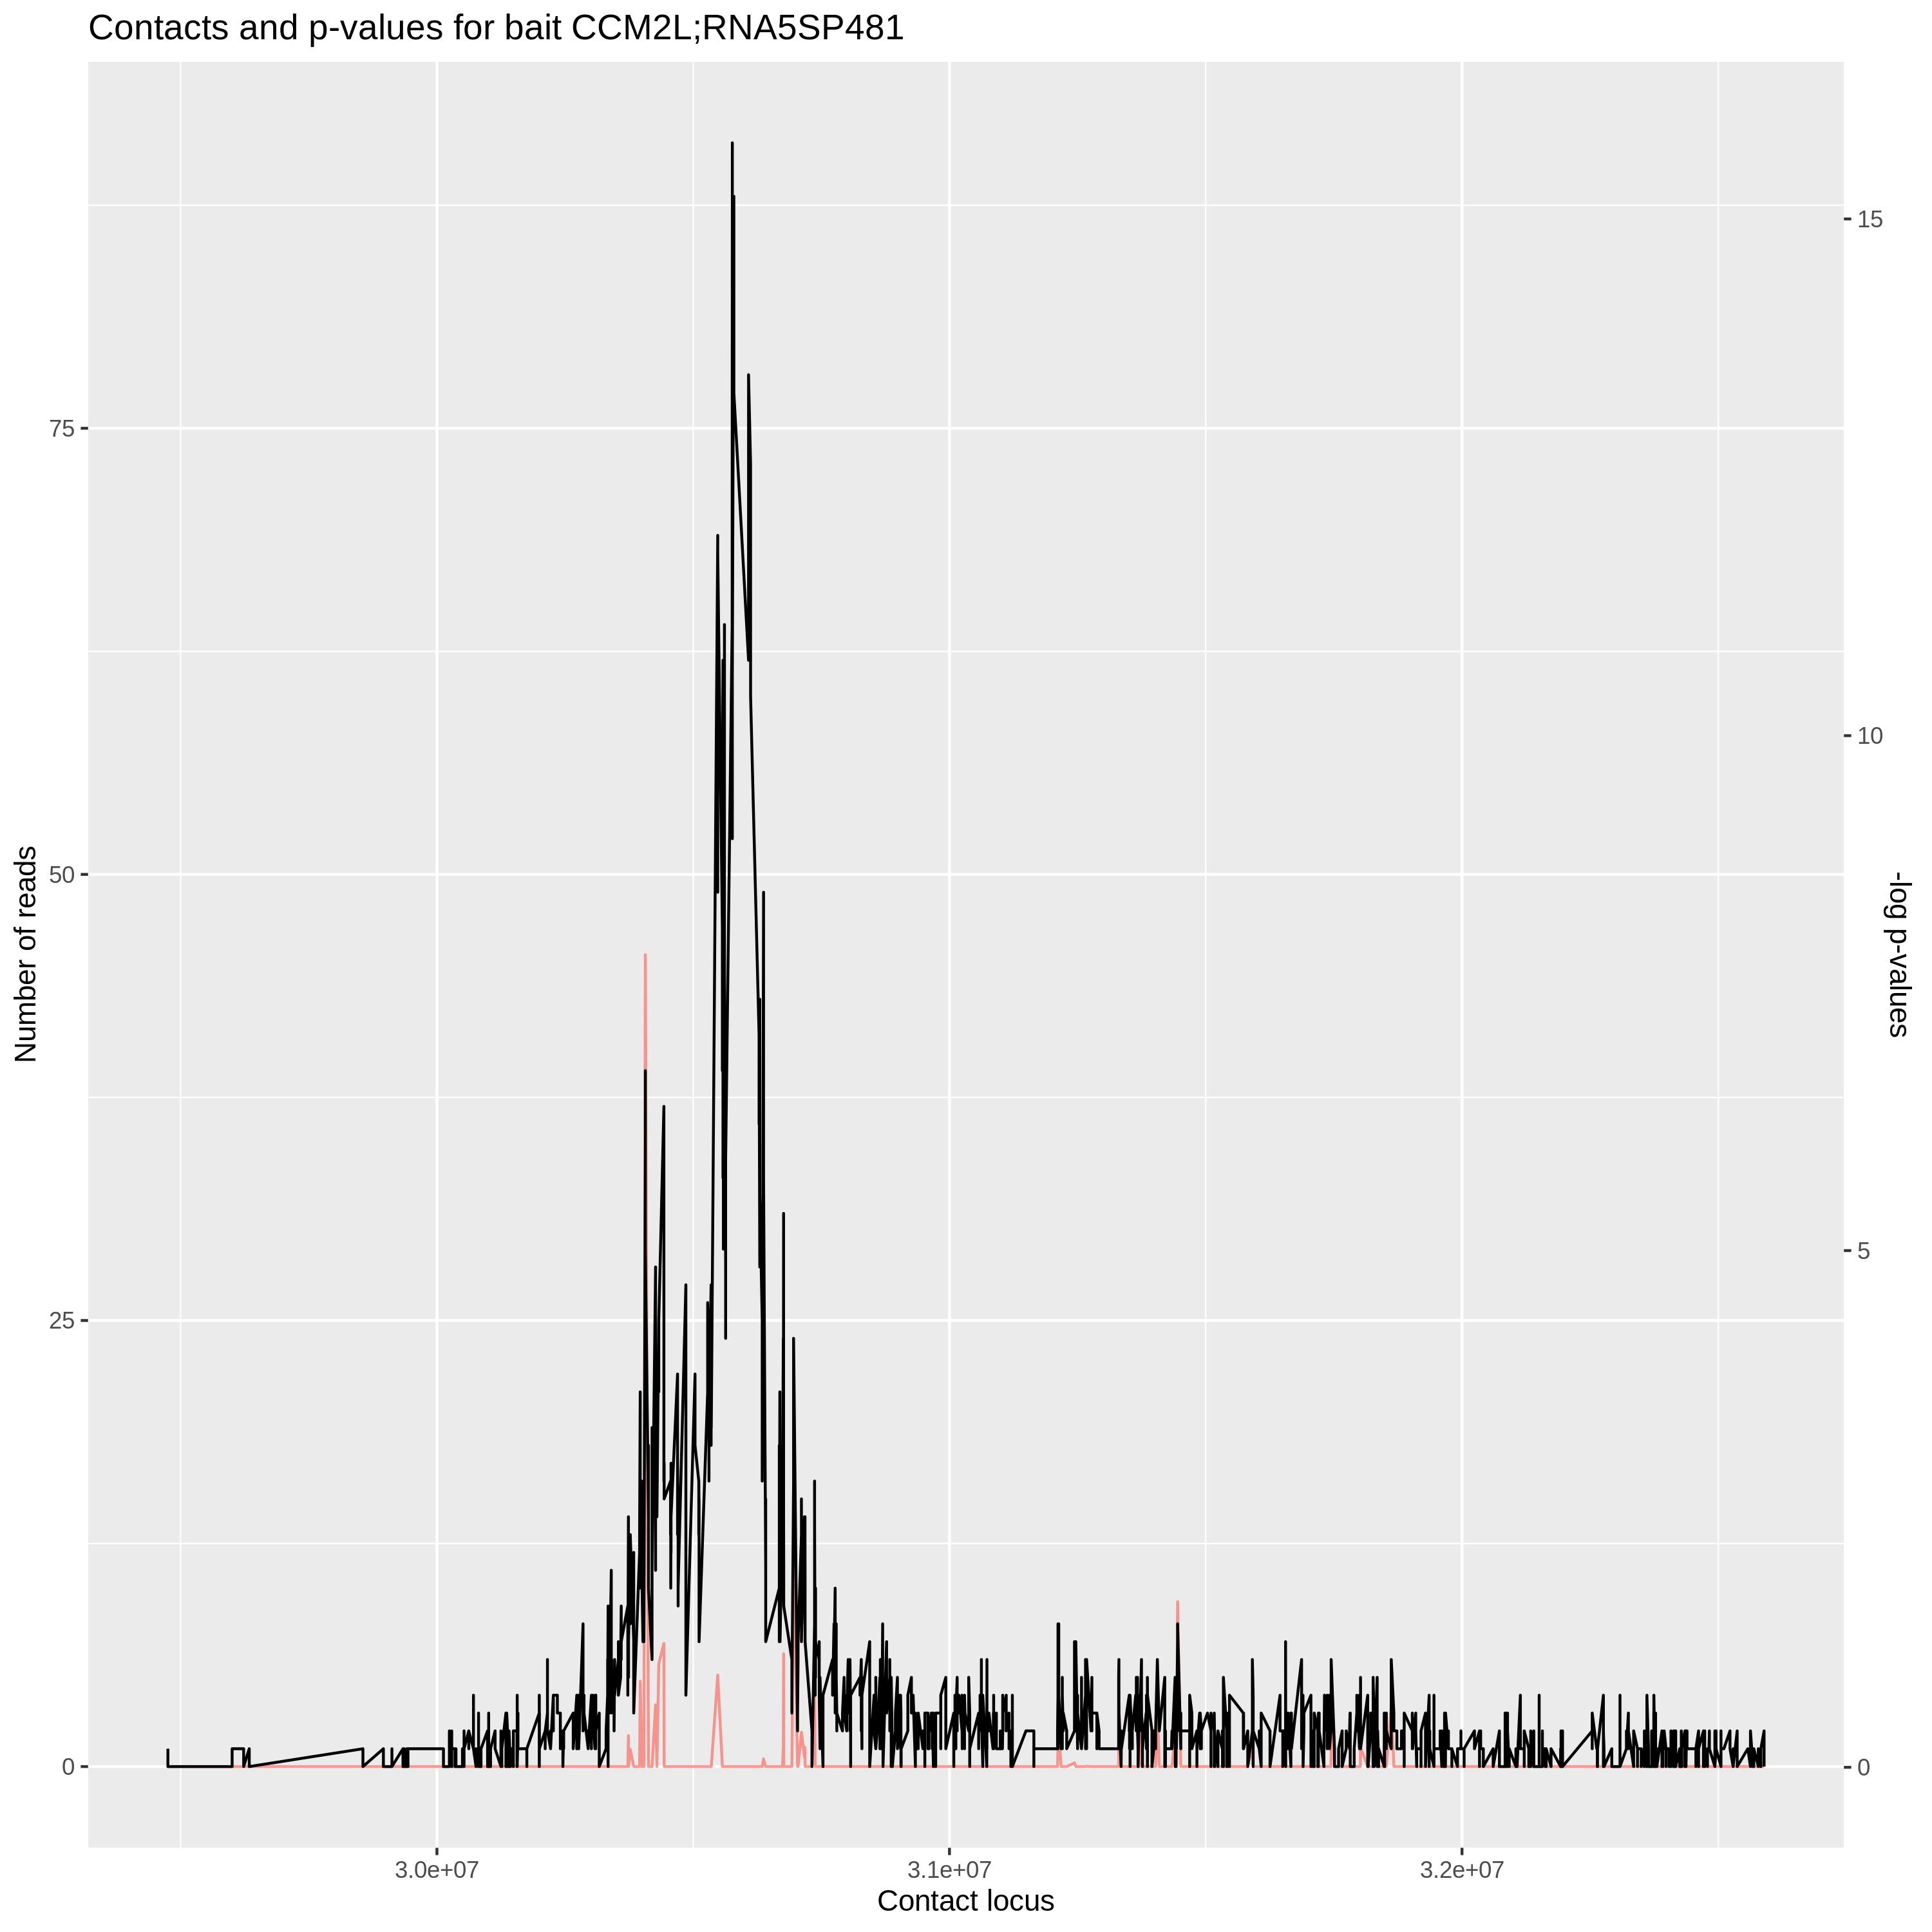 Contacts and p-values for bait CCM2L;RNA5SP481
75
50
25
0
Number of reads
15
10
5
0
-log p-values
3.0e+07
3.1e+07
3.2e+07
Contact locus